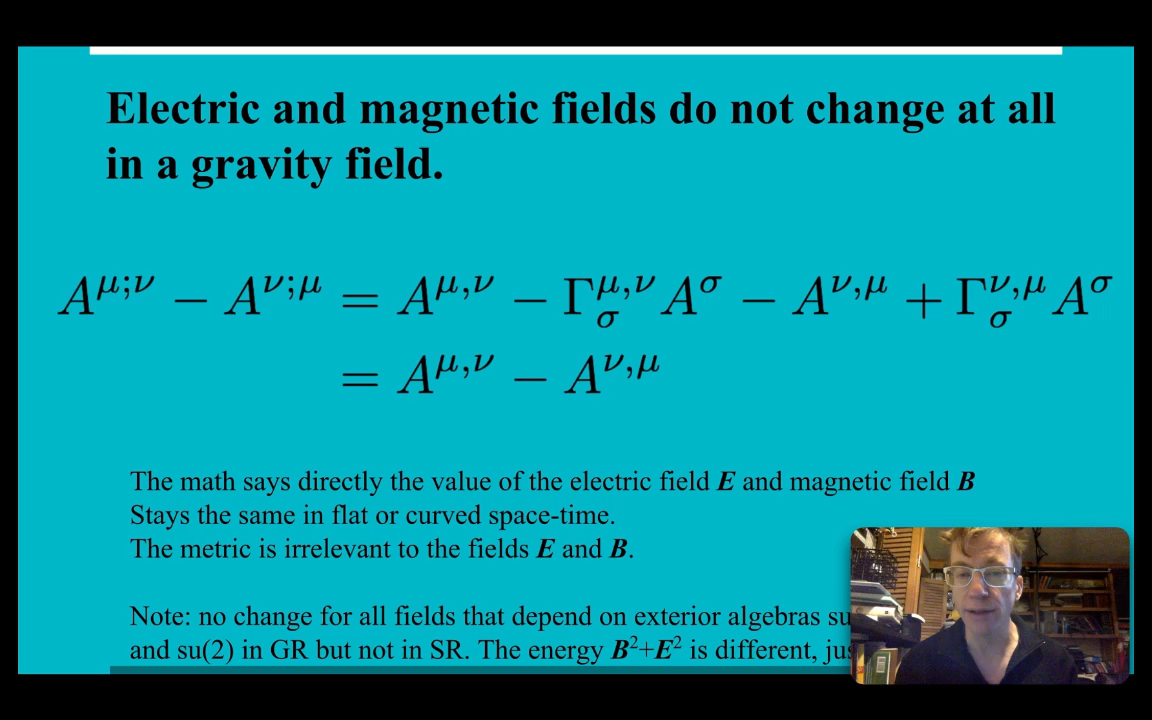 Electric and magnetic fields do not change at all
in a gravity field.
A^{μ;ν} − A^{ν;μ} = A^{μ,ν} − Γ_σ^{μ,ν} A^σ − A^{ν,μ} + Γ_σ^{ν,μ} A^σ
= A^{μ,ν} − A^{ν,μ}
The math says directly the value of the electric field E and magnetic field B
Stays the same in flat or curved space-time.
The metric is irrelevant to the fields E and B.
Note: no change for all fields that depend on exterior algebras
and su(2) in GR but not in SR. The energy B²+E² is different,